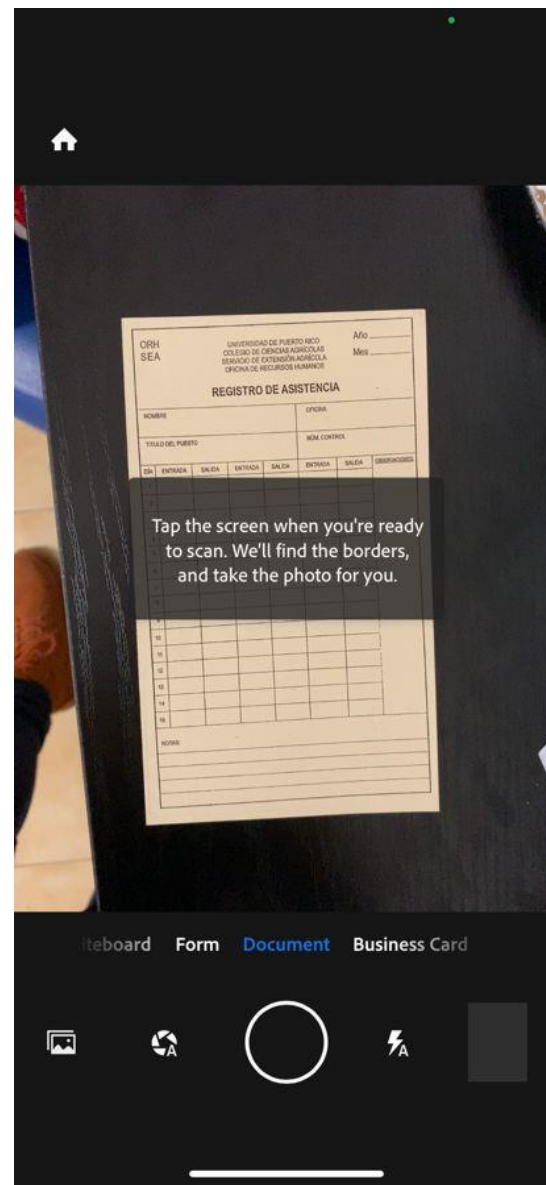 ORH
SEA
UNIVERSIDAD DE PUERTO RICO
COLEGIO DE CIENCIAS AGRÍCOLAS
SERVICIO DE EXTENSIÓN AGRÍCOLA
OFICINA DE RECURSOS HUMANOS
Año
Mes
REGISTRO DE ASISTENCIA
NOMBRE
OFICINA
TITULO DEL PUESTO
NÚM. CONTROL
DÍA ENTRADA SALIDA ENTRADA SALIDA ENTRADA SALIDA OBSERVACIONES
Tap the screen when you're ready
to scan. We'll find the borders,
and take the photo for you.
10
11
12
13
14
15
NOTAS:
iteboard Form Document Business Card
A
A